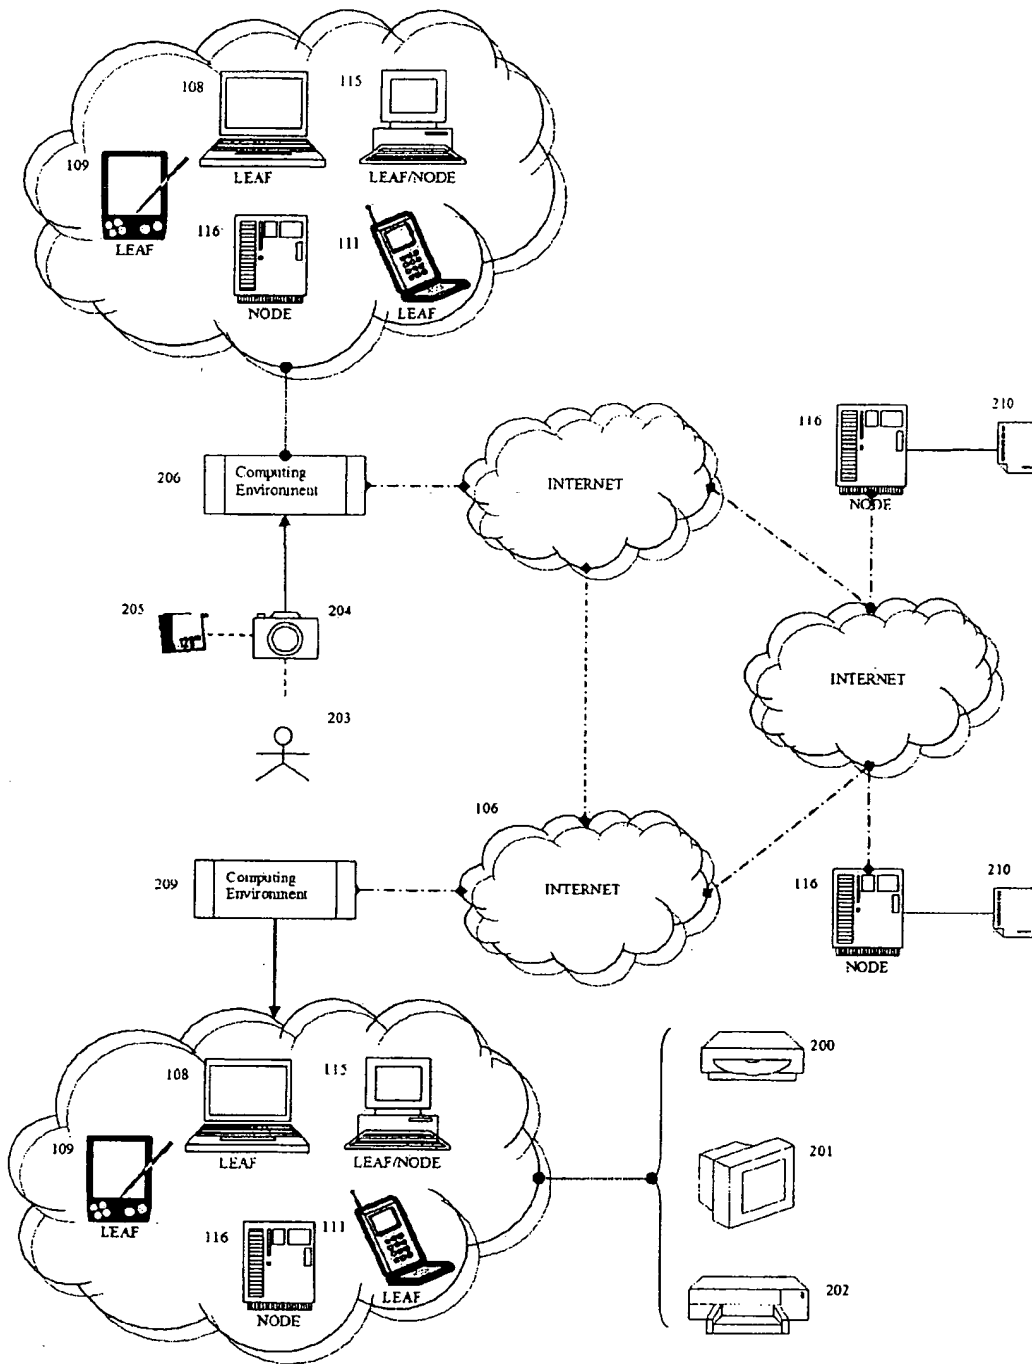 108
115
109
LEAF
LEAF/NODE
LEAF
116
111
NODE
LEAF
206
Computing
Environment
INTERNET
116
210
NODE
205
204
203
INTERNET
106
209
Computing
Environment
INTERNET
116
210
NODE
108
115
109
LEAF
LEAF/NODE
LEAF
116
111
NODE
LEAF
200
201
202